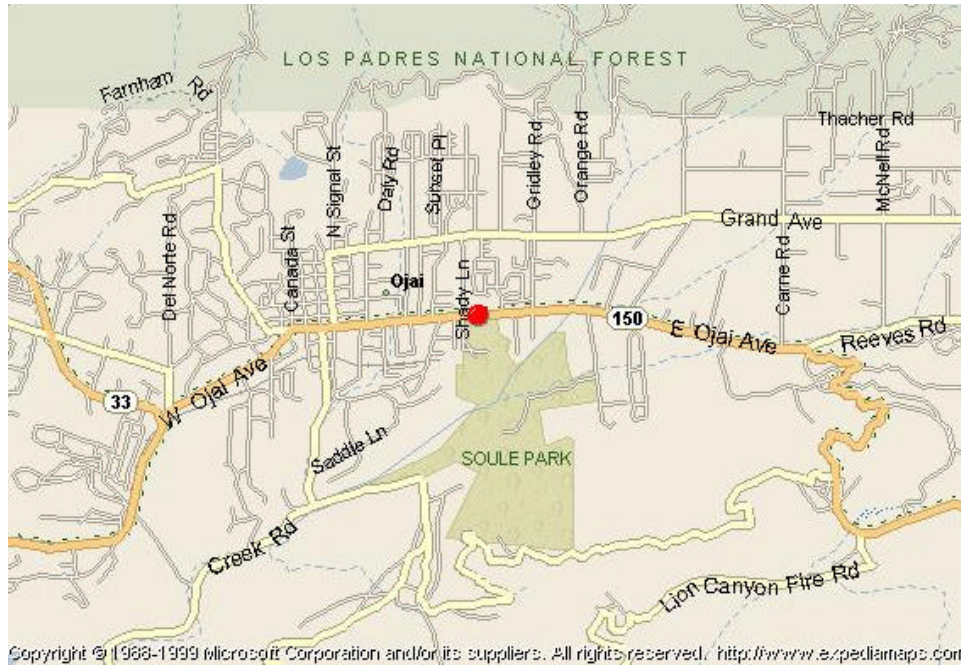 LOS PADRES NATIONAL FOREST
Farnham Rd
Thacher Rd
N Signal St
Daly Rd
Sunset Pl
Gridley Rd
Orange Rd
McNell Rd
Del Norte Rd
Canada St
Grand Ave
Shady Ln
Carne Rd
Ojai
150
E Ojai Ave
Reeves Rd
33
W Ojai Ave
Saddle Ln
SOULE PARK
Creek Rd
Lion Canyon Fire Rd
Copyright © 1988-1999 Microsoft Corporation and/or its suppliers. All rights reserved. http://www.expediamaps.com